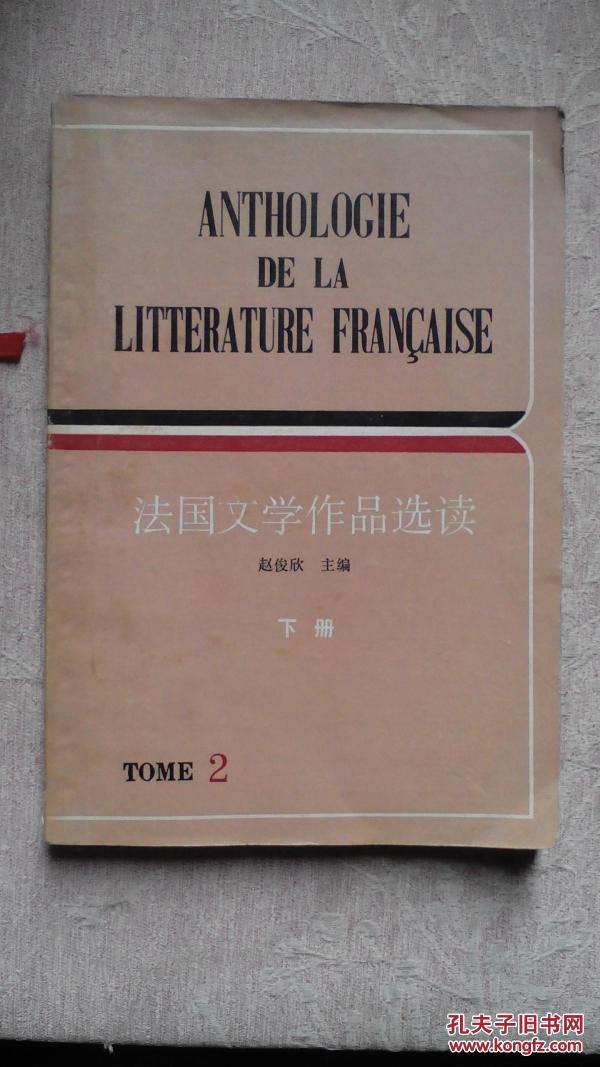 ANTHOLOGIE
DE LA
LITTERATURE FRANÇAISE
法国文学作品选读
赵俊欣 主编
下册
TOME 2
孔夫子旧书网
www.kongfz.com